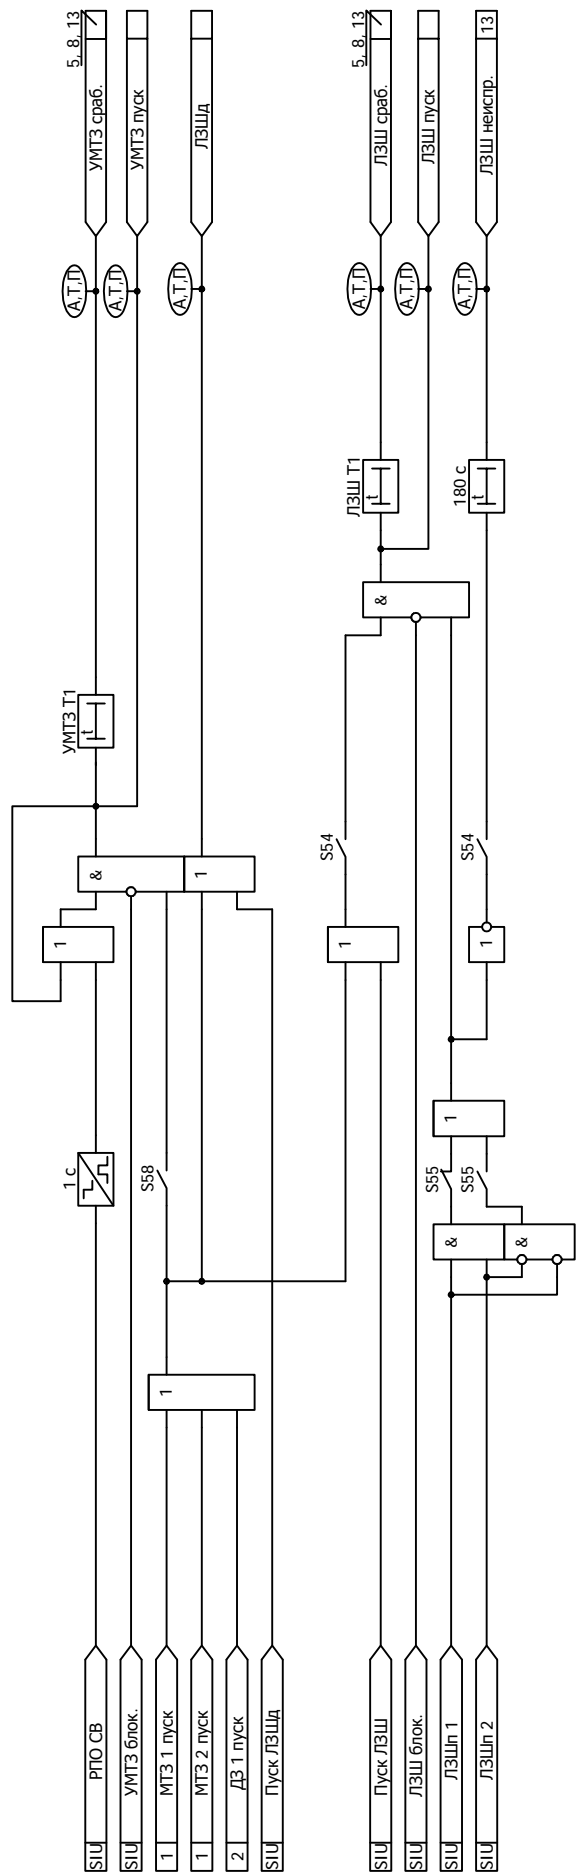 5, 8, 13
УМТЗ сраб.
УМТЗ пуск
ЛЗШд
5, 8, 13
ЛЗШ сраб.
ЛЗШ пуск
ЛЗШ неиспр.
13
А,Т,П
А,Т,П
А,Т,П
А,Т,П
А,Т,П
А,Т,П
ЛЗШ Т1
t
180 с
t
&
УМТЗ Т1
t
S54
S54
&
1
1
1
1
1 с
S58
1
S55
S55
&
&
1
РПО СВ
SIU
УМТЗ блок.
SIU
МТЗ 1 пуск
1
МТЗ 2 пуск
1
ДЗ 1 пуск
2
Пуск ЛЗШд
SIU
Пуск ЛЗШ
SIU
ЛЗШ блок.
SIU
ЛЗШп 1
SIU
ЛЗШп 2
SIU